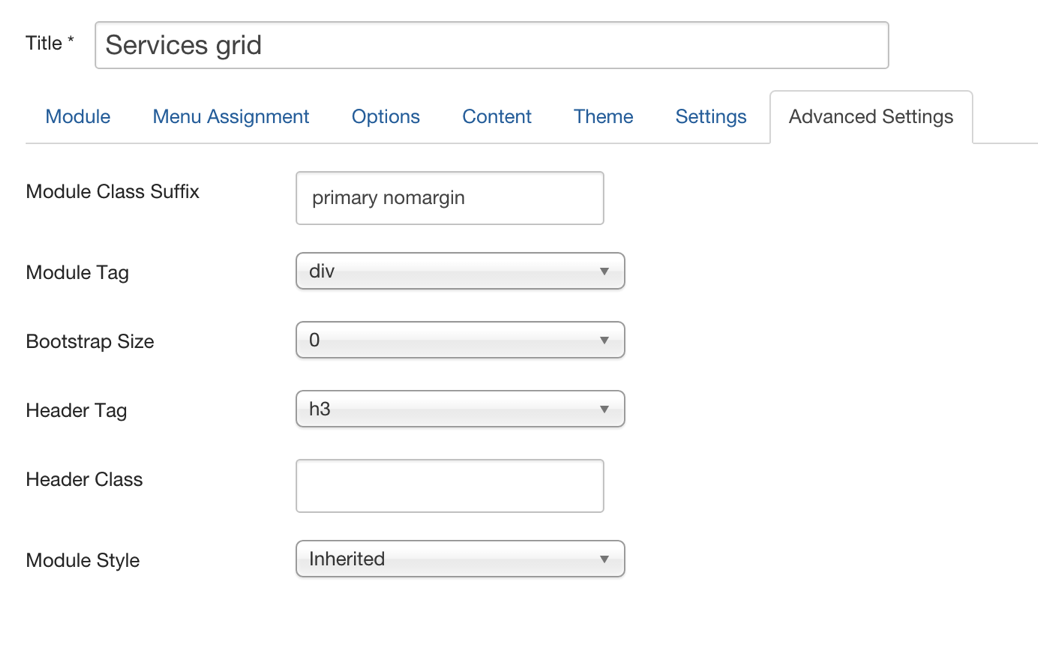 Title *
Services grid
Module Menu Assignment Options Content Theme Settings Advanced Settings
Module Class Suffix primary nomargin
Module Tag div
Bootstrap Size 0
Header Tag h3
Header Class
Module Style Inherited